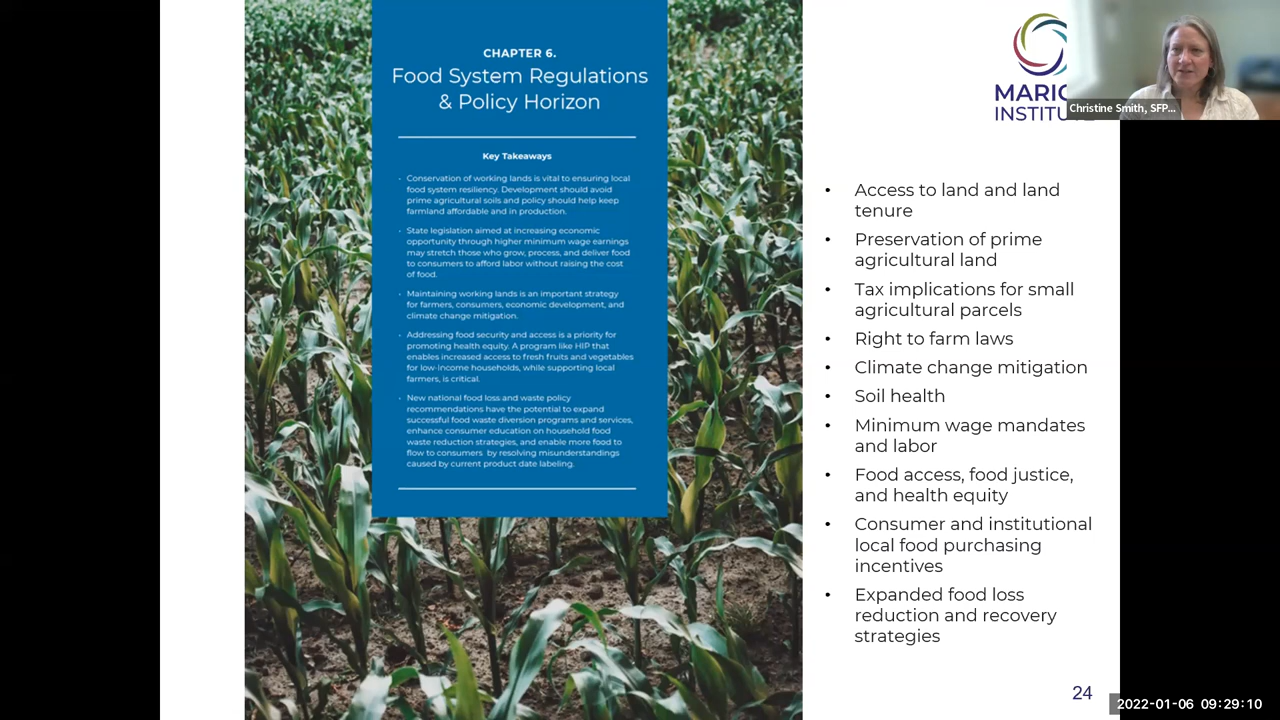 CHAPTER 6.
Food System Regulations
& Policy Horizon
Key Takeaways
• Conservation of working lands is vital to ensuring local
food system resiliency. Development should avoid
prime agricultural soils and policy should help keep
farmland affordable and in production.
• State legislation aimed at increasing economic
opportunity through higher minimum wage earnings
may stretch those who grow, process, and deliver food
to consumers to afford labor without raising the cost
of food.
• Maintaining working lands is an important strategy
for farmers, consumers, economic development, and
climate change mitigation.
• Addressing food security and access is a priority for
promoting health equity. A program like HIP that
enables increased access to fresh fruits and vegetables
for low-income households, while supporting local
farmers, is critical.
• New national food loss and waste policy
recommendations have the potential to expand
successful food waste diversion programs and services,
enhance consumer education on household food
waste reduction strategies, and enable more food to
flow to consumers by resolving misunderstandings
caused by current product date labeling.
Christine Smith, SFP...
• Access to land and land
tenure
• Preservation of prime
agricultural land
• Tax implications for small
agricultural parcels
• Right to farm laws
• Climate change mitigation
• Soil health
• Minimum wage mandates
and labor
• Food access, food justice,
and health equity
• Consumer and institutional
local food purchasing
incentives
• Expanded food loss
reduction and recovery
strategies
24
2022-01-06 09:29:10